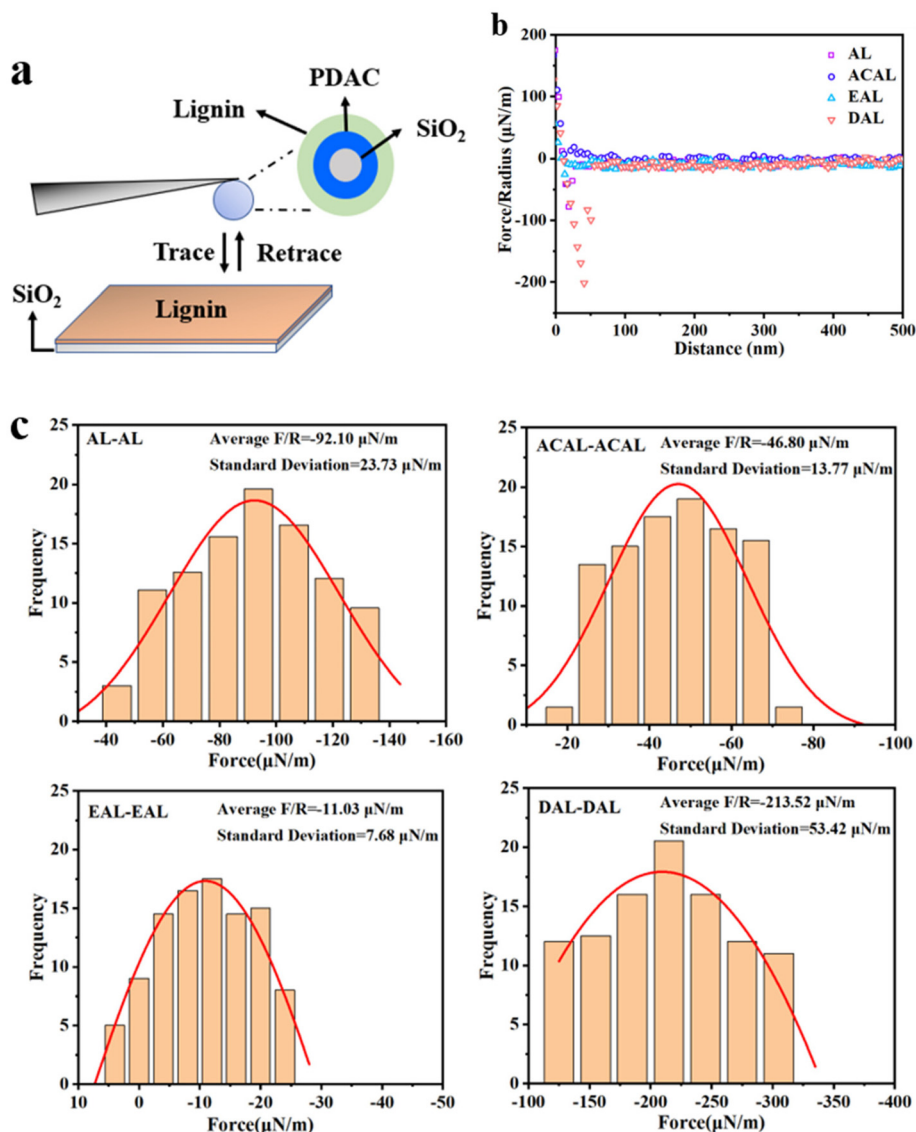 a
PDAC
Lignin
SiO₂
Trace
Retrace
SiO₂
Lignin
b
Force/Radius (μN/m)
200
100
0
-100
-200
0
100
200
300
400
500
Distance (nm)
AL
ACAL
EAL
DAL
c
AL-AL
Average F/R=-92.10 μN/m
Standard Deviation=23.73 μN/m
Frequency
25
20
15
10
5
0
-40
-60
-80
-100
-120
-140
-160
Force(μN/m)
ACAL-ACAL
Average F/R=-46.80 μN/m
Standard Deviation=13.77 μN/m
Frequency
25
20
15
10
5
0
-20
-40
-60
-80
-100
Force(μN/m)
EAL-EAL
Average F/R=-11.03 μN/m
Standard Deviation=7.68 μN/m
Frequency
25
20
15
10
5
0
10
0
-10
-20
-30
-40
-50
Force(μN/m)
DAL-DAL
Average F/R=-213.52 μN/m
Standard Deviation=53.42 μN/m
Frequency
25
20
15
10
5
0
-100
-150
-200
-250
-300
-350
-400
Force(μN/m)